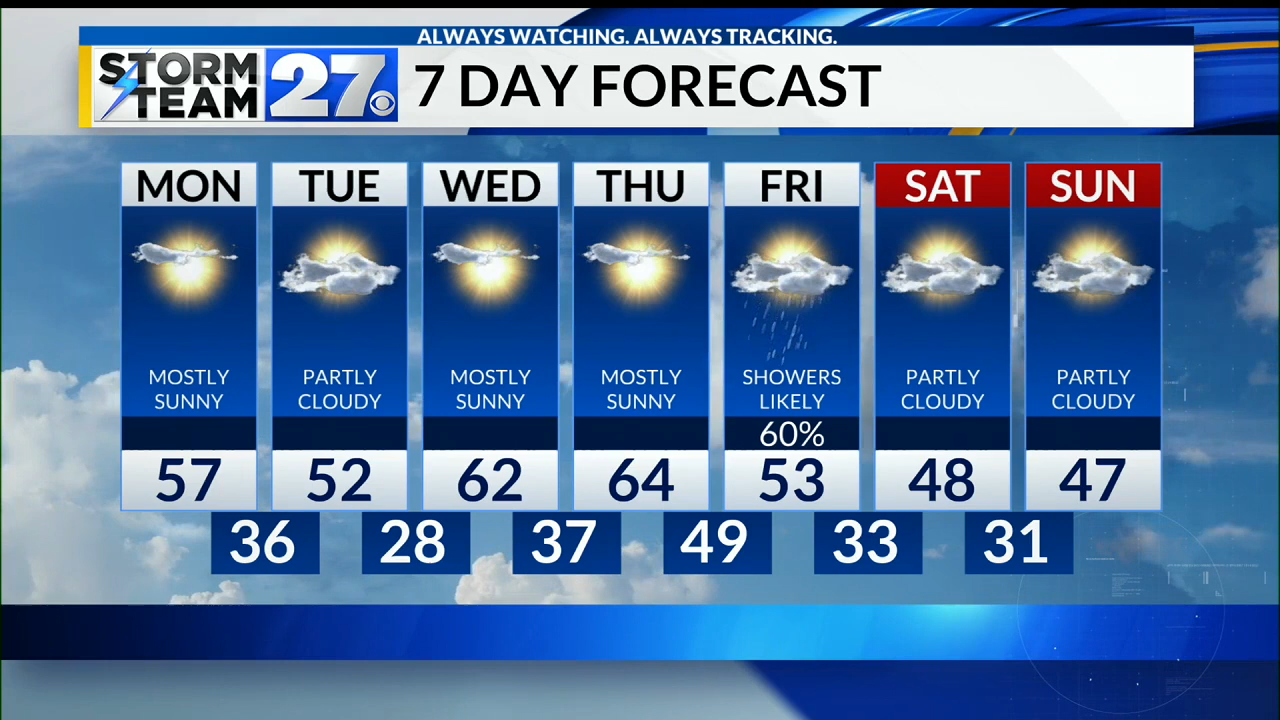 ALWAYS WATCHING. ALWAYS TRACKING.
STORM
TEAM
27
7 DAY FORECAST
MON TUE WED THU FRI SAT SUN
MOSTLY SUNNY
PARTLY CLOUDY
MOSTLY SUNNY
MOSTLY SUNNY
SHOWERS LIKELY
PARTLY CLOUDY
PARTLY CLOUDY
60%
57 52 62 64 53 48 47
36 28 37 49 33 31